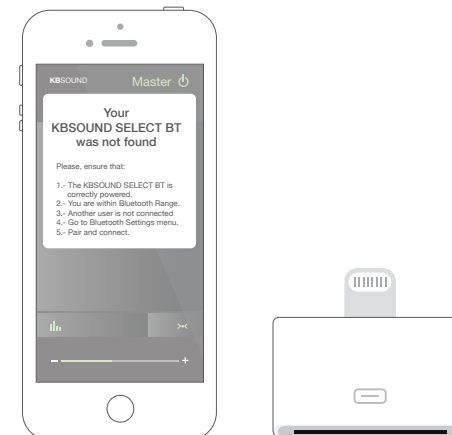 KBSOUND Master
Your
KBSOUND SELECT BT
was not found
Please, ensure that:
1.- The KBSOUND SELECT BT is
correctly powered.
2.- You are within Bluetooth Range.
3.- Another user is not connected
4.- Go to Bluetooth Settings menu.
5.- Pair and connect.
- +